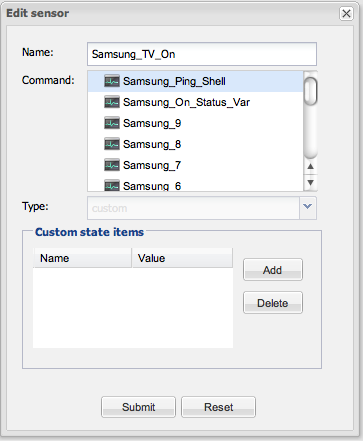 Edit sensor
Name: Samsung_TV_On
Command: Samsung_Ping_Shell
Samsung_On_Status_Var
Samsung_9
Samsung_8
Samsung_7
Samsung_6
Type: custom
Custom state items
Name Value
Add
Delete
Submit Reset